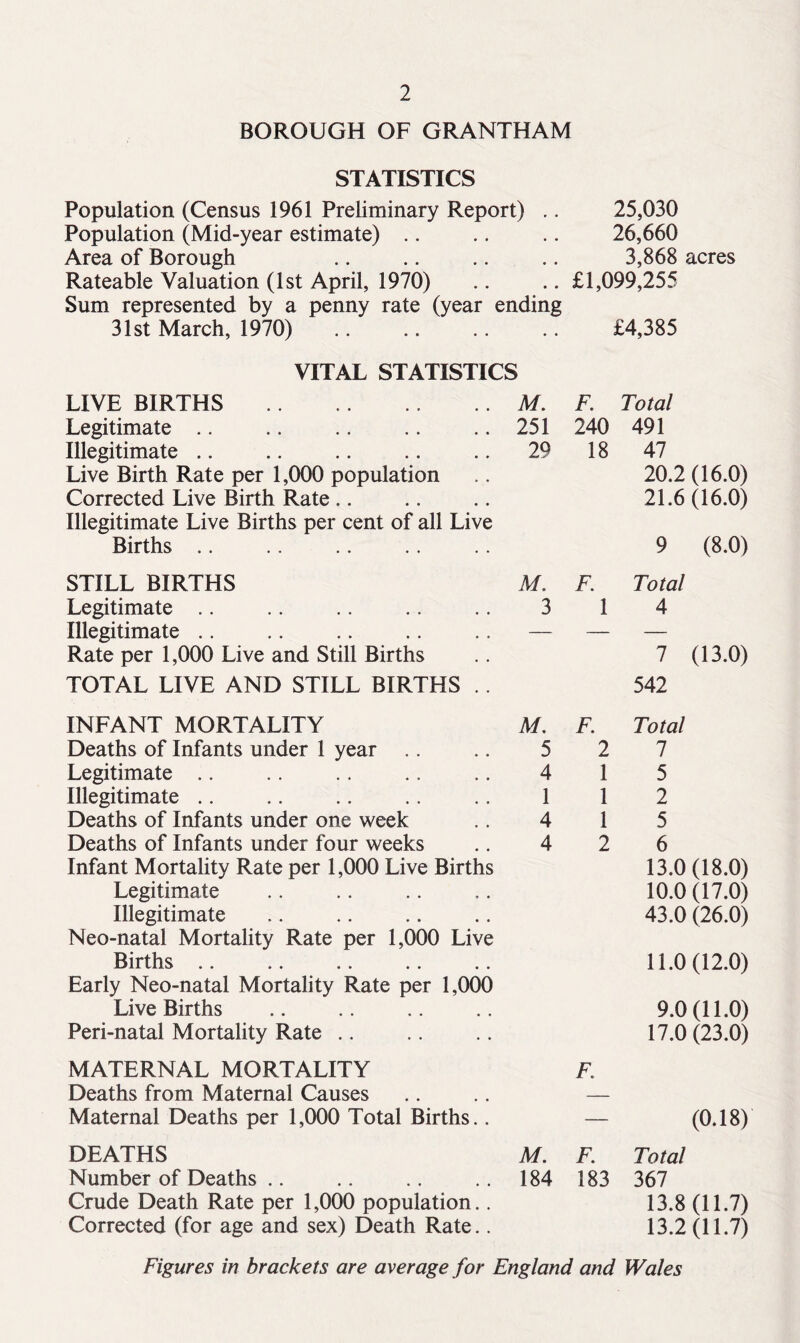 2
BOROUGH OF GRANTHAM
STATISTICS
Population (Census 1961 Preliminary Report) .. 25,030
Population (Mid-year estimate) .. .. .. 26,660
Area of Borough .. .. .. .. 3,868 acres
Rateable Valuation (1st April, 1970) .. .. £1,099,255
Sum represented by a penny rate (year ending
31st March, 1970) .. .. .. .. £4,385
VITAL STATISTICS
LIVE BIRTHS .. .. .. .. M. F. Total
Legitimate .. .. .. .. .. 251 240 491
Illegitimate .. .. .. .. .. 29 18 47
Live Birth Rate per 1,000 population .. 20.2 (16.0)
Corrected Live Birth Rate .. .. .. 21.6 (16.0)
Illegitimate Live Births per cent of all Live
Births .. .. .. .. .. 9 (8.0)
STILL BIRTHS M. F. Total
Legitimate .. .. .. .. .. 3 1 4
Illegitimate .. .. .. .. .. — — —
Rate per 1,000 Live and Still Births .. 7 (13.0)
TOTAL LIVE AND STILL BIRTHS .. 542
INFANT MORTALITY M. F. Total
Deaths of Infants under 1 year .. .. 5 2 7
Legitimate .. .. .. .. .. 4 1 5
Illegitimate .. .. .. .. .. 1 1 2
Deaths of Infants under one week .. 4 1 5
Deaths of Infants under four weeks .. 4 2 6
Infant Mortality Rate per 1,000 Live Births 13.0 (18.0)
Legitimate .. .. .. .. 10.0 (17.0)
Illegitimate .. .. .. .. 43.0 (26.0)
Neo-natal Mortality Rate per 1,000 Live
Births .. .. .. .. .. 11.0 (12.0)
Early Neo-natal Mortality Rate per 1,000
Live Births .. .. .. .. 9.0 (11.0)
Peri-natal Mortality Rate .. .. .. 17.0 (23.0)
MATERNAL MORTALITY F.
Deaths from Maternal Causes .. .. —
Maternal Deaths per 1,000 Total Births .. — (0.18)
DEATHS M. F. Total
Number of Deaths .. .. .. .. 184 183 367
Crude Death Rate per 1,000 population .. 13.8 (11.7)
Corrected (for age and sex) Death Rate .. 13.2 (11.7)
Figures in brackets are average for England and Wales